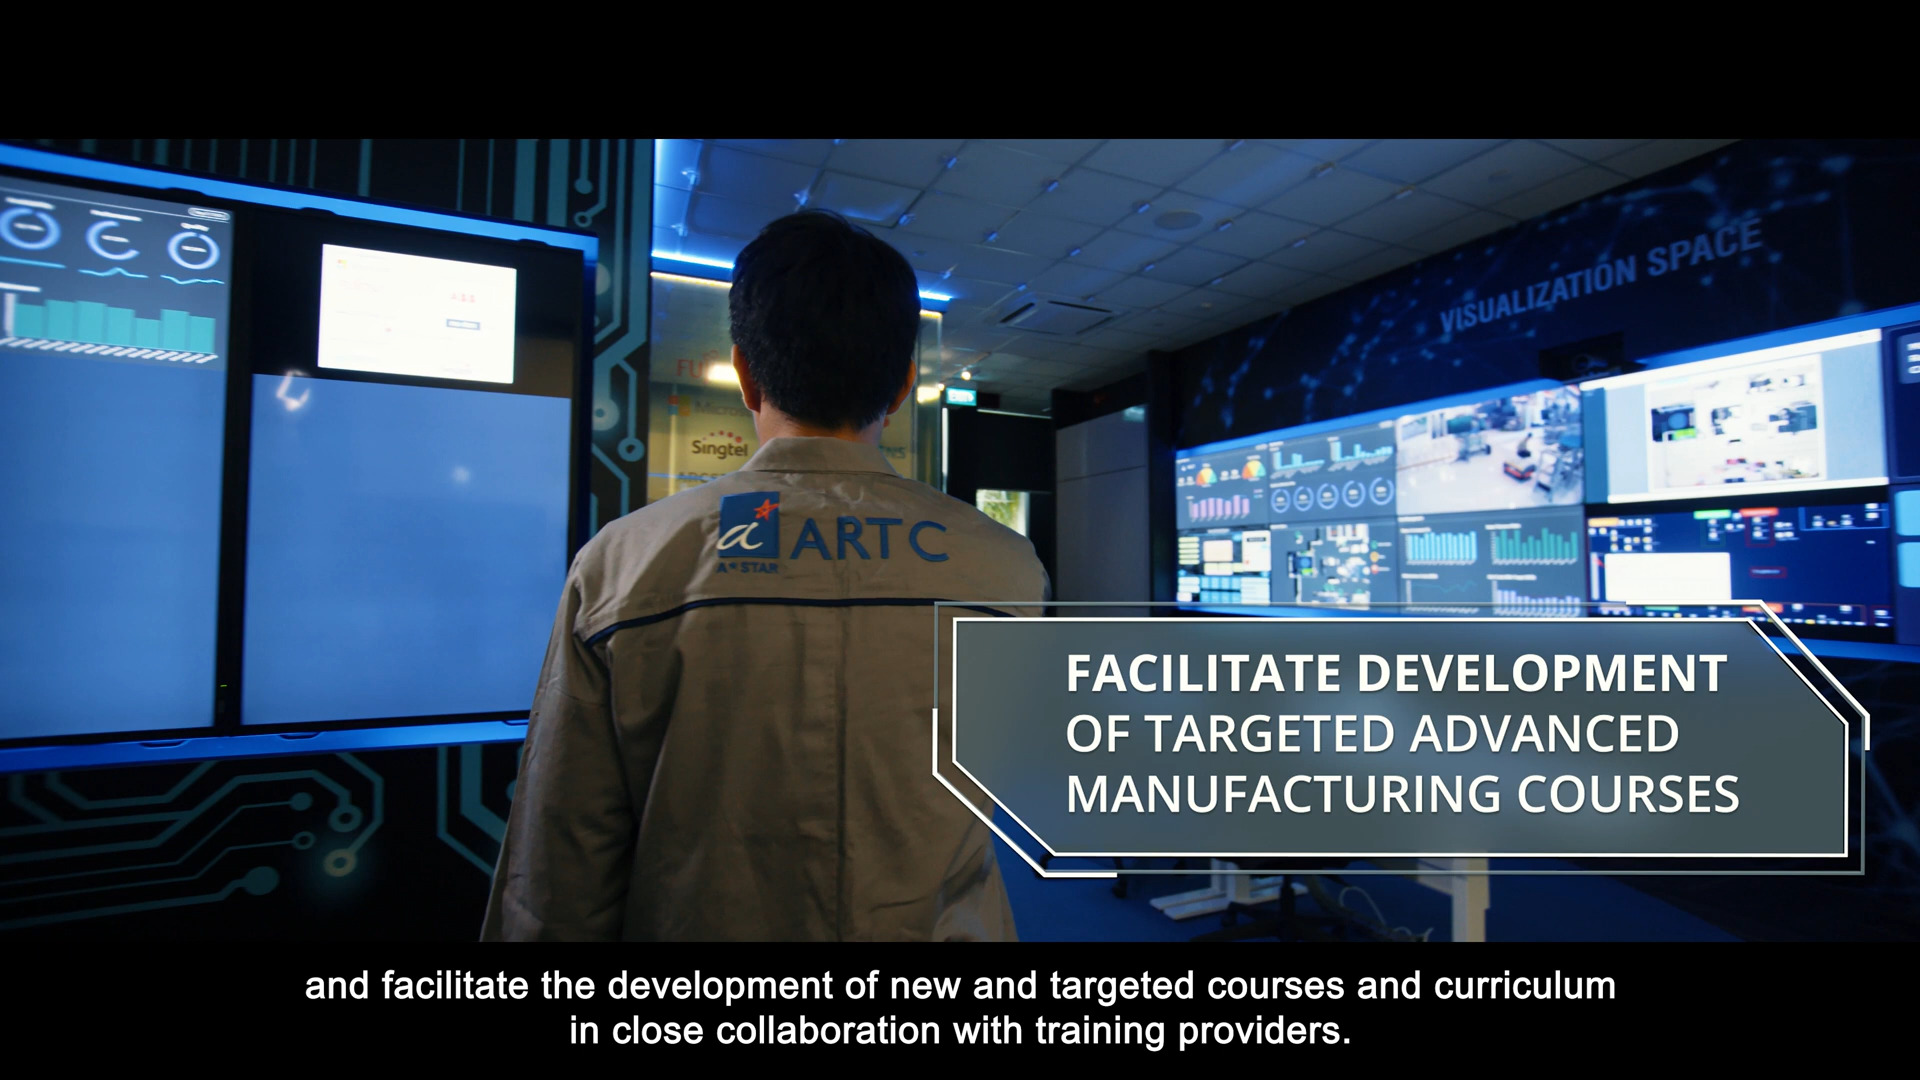 VISUALIZATION SPACE
EXIT
Singtel
a ARTC
A*STAR
FACILITATE DEVELOPMENT
OF TARGETED ADVANCED
MANUFACTURING COURSES
and facilitate the development of new and targeted courses and curriculum
in close collaboration with training providers.